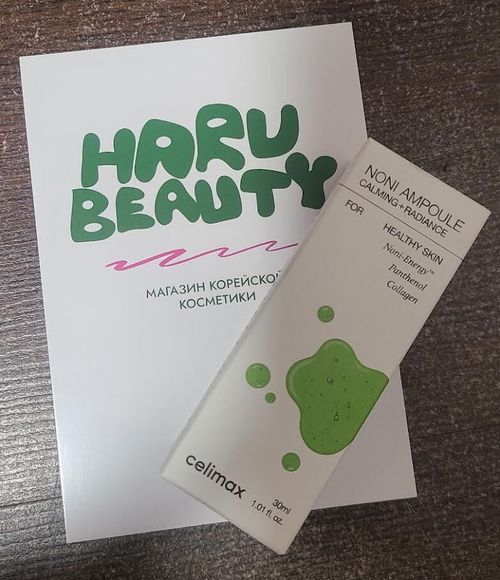 HARU
BEAUTY
МАГАЗИН КОРЕЙСКОЙ
КОСМЕТИКИ
NONI AMPOULE
CALMING+RADIANCE
FOR
HEALTHY SKIN
Noni-Energy™
Panthenol
Collagen
celimax
30ml
1.01 fl. oz.